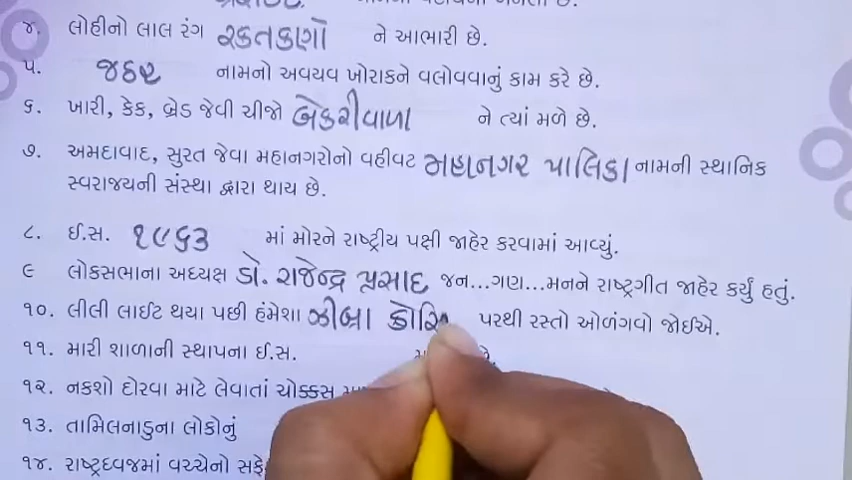 ૪. લોહીનો લાલ રંગ રક્તકણો ને આભારી છે.
૫. જઠર નામનો અવયવ ખોરાકને વલોવવાનું કામ કરે છે.
૬. ખારી, કેક, બ્રેડ જેવી ચીજો બેકરીવાળા ને ત્યાં મળે છે.
૭. અમદાવાદ, સુરત જેવા મહાનગરોનો વહીવટ મહાનગર પાલિકા નામની સ્થાનિક
સ્વરાજ્યની સંસ્થા દ્વારા થાય છે.
૮. ઈ.સ. ૧૯૬૩ માં મોરને રાષ્ટ્રીય પક્ષી જાહેર કરવામાં આવ્યું.
૯ લોકસભાના અધ્યક્ષ ડો. રાજેન્દ્ર પ્રસાદ જન...ગણ...મનને રાષ્ટ્રગીત જાહેર કર્યું હતું.
૧૦. લીલી લાઈટ થયા પછી હંમેશા ઝીબ્રા ક્રોસિ પરથી રસ્તો ઓળંગવો જોઈએ.
૧૧. મારી શાળાની સ્થાપના ઈ.સ.
૧૨. નકશો દોરવા માટે લેવાતાં ચોક્કસ
૧૩. તામિલનાડુના લોકોનું
૧૪. રાષ્ટ્રધ્વજમાં વચ્ચેનો